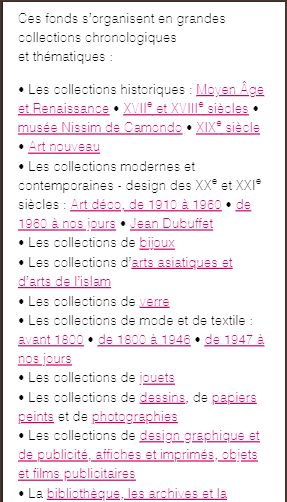 Ces fonds s'organisent en grandes
collections chronologiques
et thématiques :
• Les collections historiques : Moyen Âge
et Renaissance • XVIIe et XVIIIe siècles •
musée Nissim de Camondo • XIXe siècle
• Art nouveau
• Les collections modernes et
contemporaines - design des XXe et XXIe
siècles : Art déco, de 1910 à 1960 • de
1960 à nos jours • Jean Dubuffet
• Les collections de bijoux
• Les collections d'arts asiatiques et
d'arts de l'islam
• Les collections de verre
• Les collections de mode et de textile :
avant 1800 • de 1800 à 1946 • de 1947 à
nos jours
• Les collections de jouets
• Les collections de dessins, de papiers
peints et de photographies
• Les collections de design graphique et
de publicité, affiches et imprimés, objets
et films publicitaires
• La bibliothèque, les archives et la